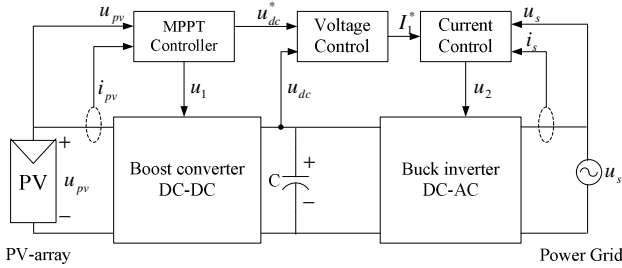 u_pv
MPPT
Controller
u*_dc
Voltage
Control
I*_1
Current
Control
u_s
i_s
i_pv
u_1
u_dc
u_2
+
PV
−
u_pv
Boost converter
DC-DC
C
+
−
Buck inverter
DC-AC
u_s
PV-array
Power Grid